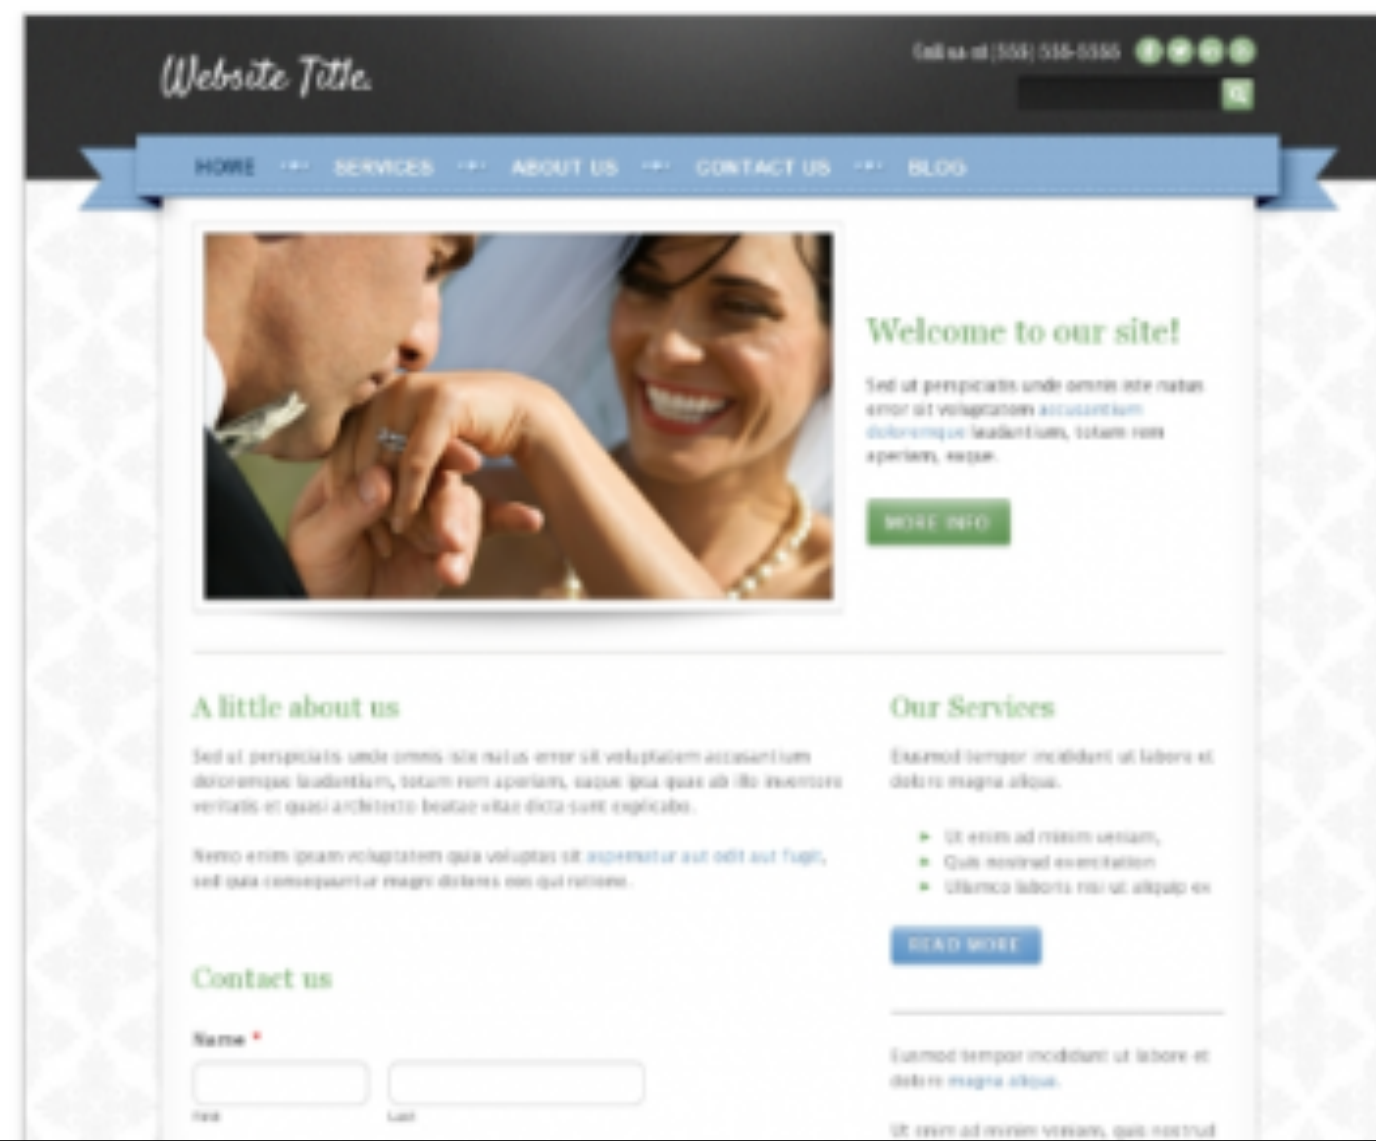 Website Title.
Call us at (555) 555-5555
HOME
SERVICES
ABOUT US
CONTACT US
BLOG
Welcome to our site!
Sed ut perspiciatis unde omnis iste natus
error sit voluptatem accusantium
doloremque laudantium, totam rem
aperiam, eaque.
MORE INFO
A little about us
Sed ut perspiciatis unde omnis iste natus error sit voluptatem accusantium
doloremque laudantium, totam rem aperiam, eaque ipsa quae ab illo inventore
veritatis et quasi architecto beatae vitae dicta sunt explicabo.
Nemo enim ipsam voluptatem quia voluptas sit aspernatur aut odit aut fugit,
sed quia consequuntur magni dolores eos qui ratione.
Contact us
Name *
First
Last
Our Services
Eiusmod tempor incididunt ut labore et
dolore magna aliqua.
Ut enim ad minim veniam,
Quis nostrud exercitation
Ullamco laboris nisi ut aliquip ex
READ MORE
Eiusmod tempor incididunt ut labore et
dolore magna aliqua.
Ut enim ad minim veniam, quis nostrud